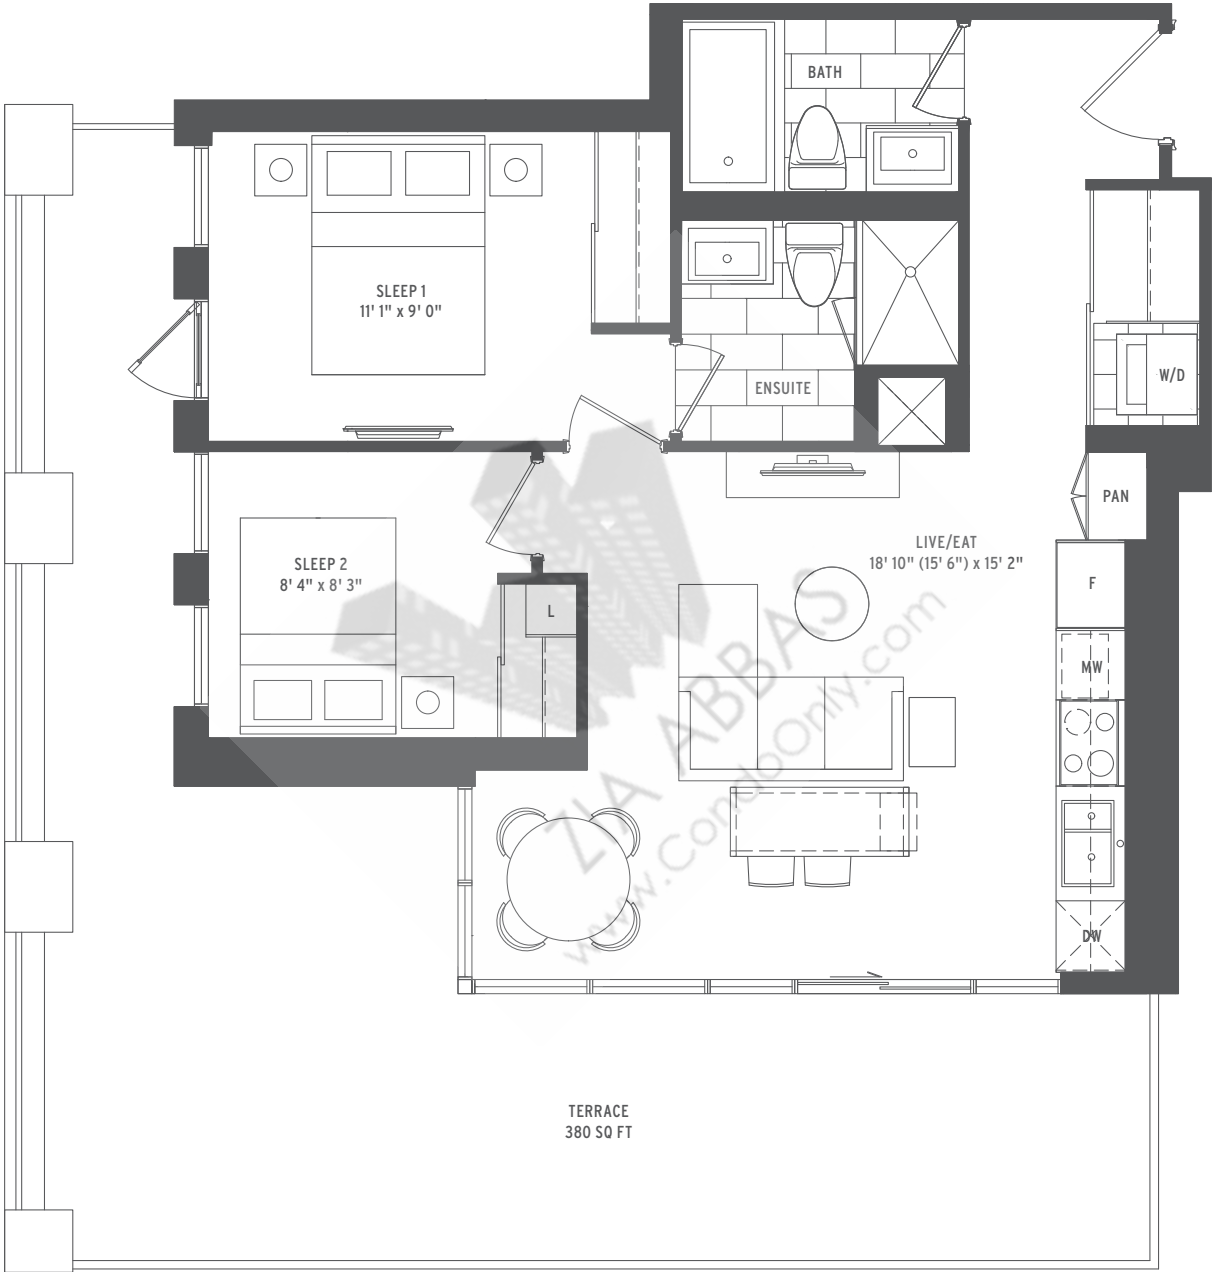 BATH
SLEEP 1
11' 1" x 9' 0"
ENSUITE
W/D
PAN
SLEEP 2
8' 4" x 8' 3"
LIVE/EAT
18' 10" (15' 6") x 15' 2"
L
F
MW
DW
ZIA ABBAS
www.CondoOnly.com
TERRACE
380 SQ FT